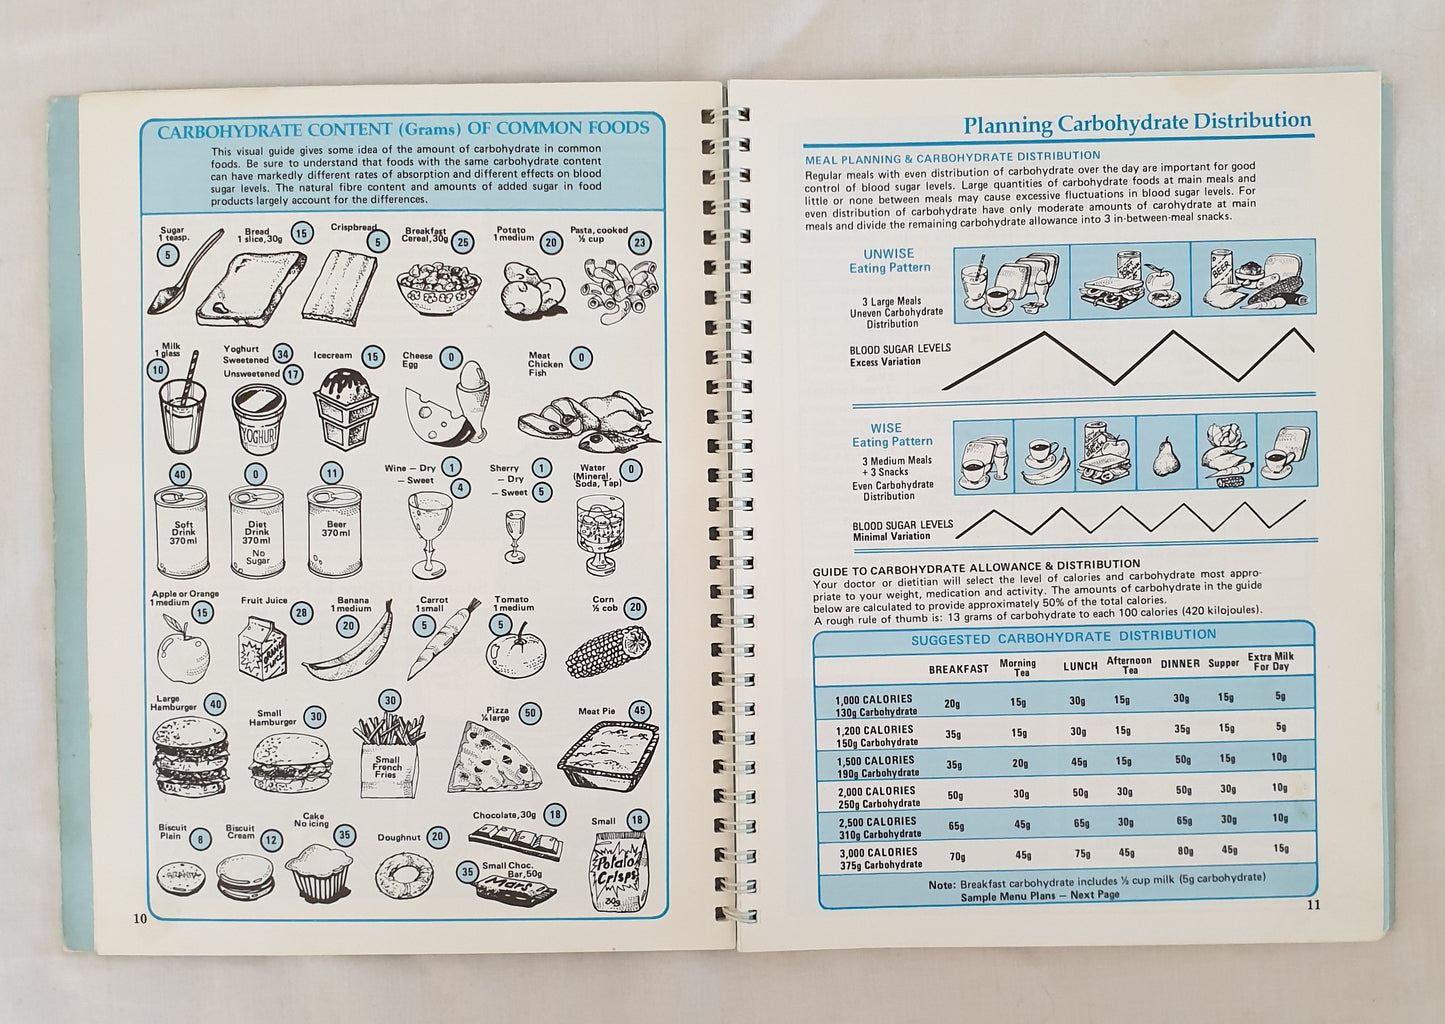 CARBOHYDRATE CONTENT (Grams) OF COMMON FOODS
This visual guide gives some idea of the amount of carbohydrate in common
foods. Be sure to understand that foods with the same carbohydrate content
can have markedly different rates of absorption and different effects on blood
sugar levels. The natural fibre content and amounts of added sugar in food
products largely account for the differences.
Sugar
1 teasp.
5
Bread
1 slice, 30g
15
Crispbread
5
Breakfast
Cereal, 30g
25
Potato
1 medium
20
Pasta, cooked
½ cup
23
Milk
1 glass
10
Yoghurt
Sweetened 34
Unsweetened 17
YOGHURT
Icecream 15
Cheese
Egg
0
Meat
Chicken
Fish
0
40
Soft
Drink
370ml
0
Diet
Drink
370ml
No
Sugar
11
Beer
370ml
Wine – Dry 1
– Sweet 4
Sherry
– Dry 1
– Sweet 5
Water
(Mineral,
Soda, Tap)
0
Apple or Orange
1 medium
15
Fruit Juice 28
Banana
1 medium
20
Carrot
1 small
5
Tomato
1 medium
5
Corn
½ cob
20
Large
Hamburger
40
Small
Hamburger
30
30
Small
French
Fries
Pizza
¼ large
50
Meat Pie
45
Biscuit
Plain
8
Biscuit
Cream
12
Cake
No icing
35
Doughnut 20
Chocolate, 30g 18
35 Small Choc.
Bar, 50g
Mars
Small 18
Potato
Crisps
30g
10
Planning Carbohydrate Distribution
MEAL PLANNING & CARBOHYDRATE DISTRIBUTION
Regular meals with even distribution of carbohydrate over the day are important for good
control of blood sugar levels. Large quantities of carbohydrate foods at main meals and
little or none between meals may cause excessive fluctuations in blood sugar levels. For
even distribution of carbohydrate have only moderate amounts of carohydrate at main
meals and divide the remaining carbohydrate allowance into 3 in-between-meal snacks.
UNWISE
Eating Pattern
3 Large Meals
Uneven Carbohydrate
Distribution
BEER
BLOOD SUGAR LEVELS
Excess Variation
WISE
Eating Pattern
3 Medium Meals
+ 3 Snacks
Even Carbohydrate
Distribution
BLOOD SUGAR LEVELS
Minimal Variation
GUIDE TO CARBOHYDRATE ALLOWANCE & DISTRIBUTION
Your doctor or dietitian will select the level of calories and carbohydrate most appro-
priate to your weight, medication and activity. The amounts of carbohydrate in the guide
below are calculated to provide approximately 50% of the total calories.
A rough rule of thumb is: 13 grams of carbohydrate to each 100 calories (420 kilojoules).
SUGGESTED CARBOHYDRATE DISTRIBUTION
BREAKFAST Morning Tea LUNCH Afternoon Tea DINNER Supper Extra Milk For Day
1,000 CALORIES
130g Carbohydrate 20g 15g 30g 15g 30g 15g 5g
1,200 CALORIES
150g Carbohydrate 35g 15g 30g 15g 35g 15g 5g
1,500 CALORIES
190g Carbohydrate 35g 20g 45g 15g 50g 15g 10g
2,000 CALORIES
250g Carbohydrate 50g 30g 50g 30g 50g 30g 10g
2,500 CALORIES
310g Carbohydrate 65g 45g 65g 30g 65g 30g 10g
3,000 CALORIES
375g Carbohydrate 70g 45g 75g 45g 80g 45g 15g
Note: Breakfast carbohydrate includes ½ cup milk (5g carbohydrate)
Sample Menu Plans – Next Page
11